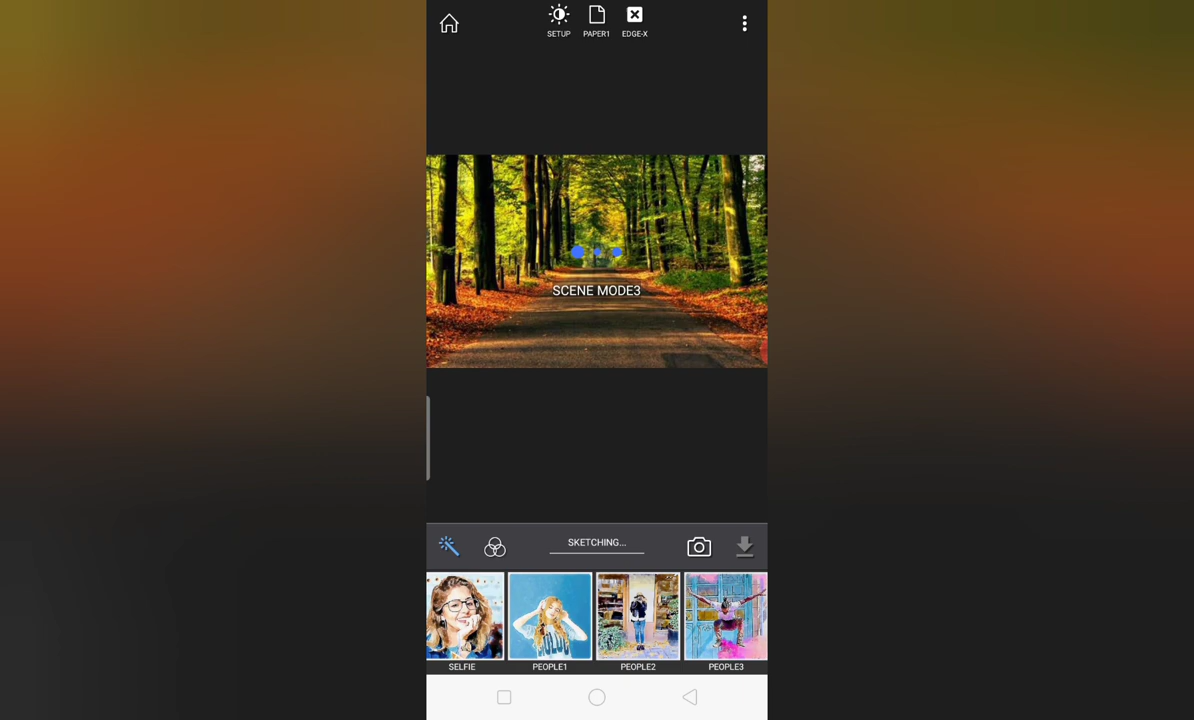 SETUP
PAPER1
EDGE-X
SCENE MODE3
SKETCHING...
SELFIE
PEOPLE1
PEOPLE2
PEOPLE3